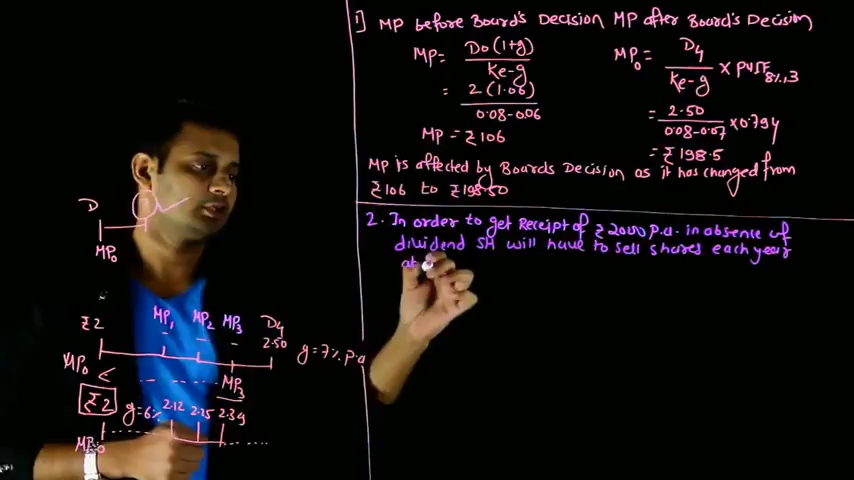 1] MP before Board's Decision MP after Board's Decision
MP = D0(1+g) / Ke-g
= 2(1.06) / 0.08-0.06
MP = ₹106
MP0 = D4 / Ke-g × PVIF8%,3
= 2.50 / 0.08-0.07 × 0.794
= ₹198.5
MP is affected by Boards Decision as it has changed from
₹106 to ₹198.50
2. In order to get Receipt of ₹2000 p.a. in absence of
dividend SH will have to sell shares each year
at
D 1
MP0
₹2 MP1 MP2 MP3 D4
2.50
g=7% p.a
MP0 <
MP3
₹2 g=6% 2.12 2.25 2.39
MP0